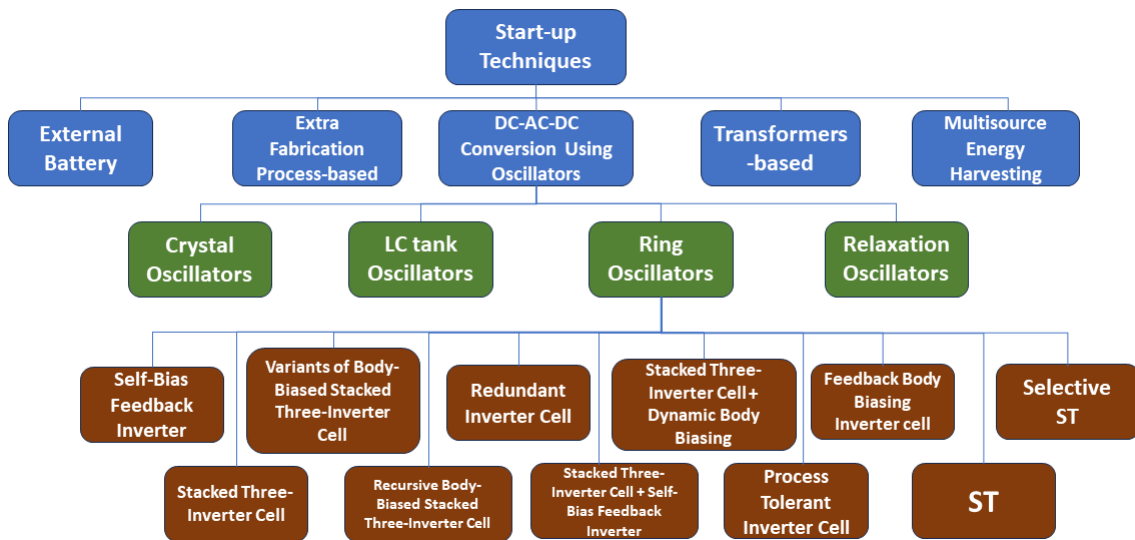 Start-up
Techniques
External
Battery
Extra
Fabrication
Process-based
DC-AC-DC
Conversion Using
Oscillators
Transformers
-based
Multisource
Energy
Harvesting
Crystal
Oscillators
LC tank
Oscillators
Ring
Oscillators
Relaxation
Oscillators
Self-Bias
Feedback
Inverter
Variants of Body-
Biased Stacked
Three-Inverter
Cell
Redundant
Inverter Cell
Stacked Three-
Inverter Cell + Dynamic Body
Biasing
Feedback Body
Biasing
Inverter cell
Selective
ST
Stacked Three-
Inverter Cell
Recursive Body-
Biased Stacked
Three-Inverter Cell
Stacked Three-
Inverter Cell + Self-
Bias Feedback
Inverter
Process
Tolerant
Inverter Cell
ST